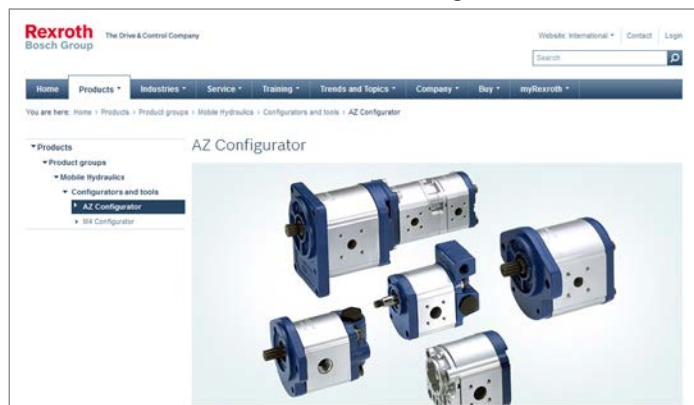 Rexroth
Bosch Group
The Drive & Control Company
Website: International
Contact
Login
Search
Home
Products
Industries
Service
Training
Trends and Topics
Company
Buy
myRexroth
You are here: Home > Products > Product groups > Mobile Hydraulics > Configurators and tools > AZ Configurator
Products
Product groups
Mobile Hydraulics
Configurators and tools
AZ Configurator
M4 Configurator
AZ Configurator